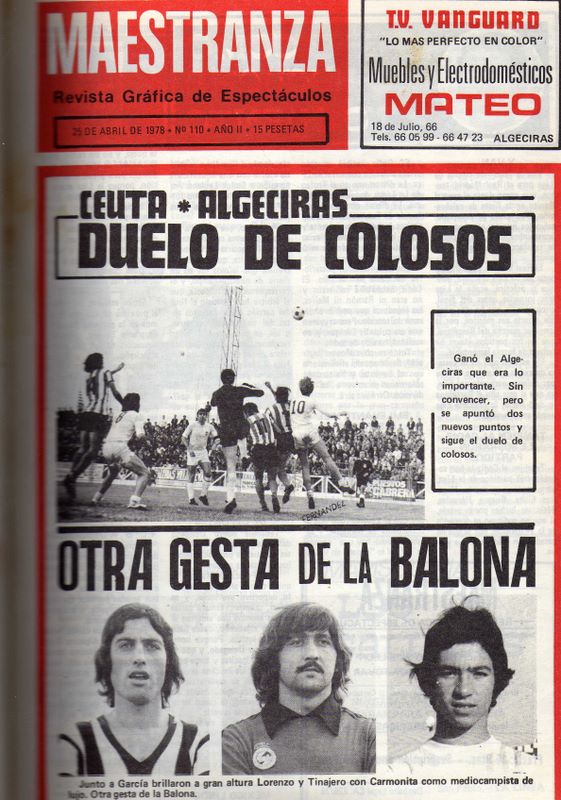 MAESTRANZA
Revista Gráfica de Espectáculos
25 DE ABRIL DE 1978 • Nº 110 • AÑO II • 15 PESETAS
T.V. VANGUARD
"LO MAS PERFECTO EN COLOR"
Muebles y Electrodomésticos
MATEO
18 de Julio, 66
Tels. 66 05 99 - 66 47 23 ALGECIRAS
CEUTA * ALGECIRAS
DUELO DE COLOSOS
10
CABRERA
FERNANDEL
Ganó el Alge-
ciras que era lo
importante. Sin
convencer, pero
se apuntó dos
nuevos puntos y
sigue el duelo de
colosos.
OTRA GESTA DE LA BALONA
Junto a García brillaron a gran altura Lorenzo y Tinajero con Carmonita como mediocampista de
lujo. Otra gesta de la Balona.